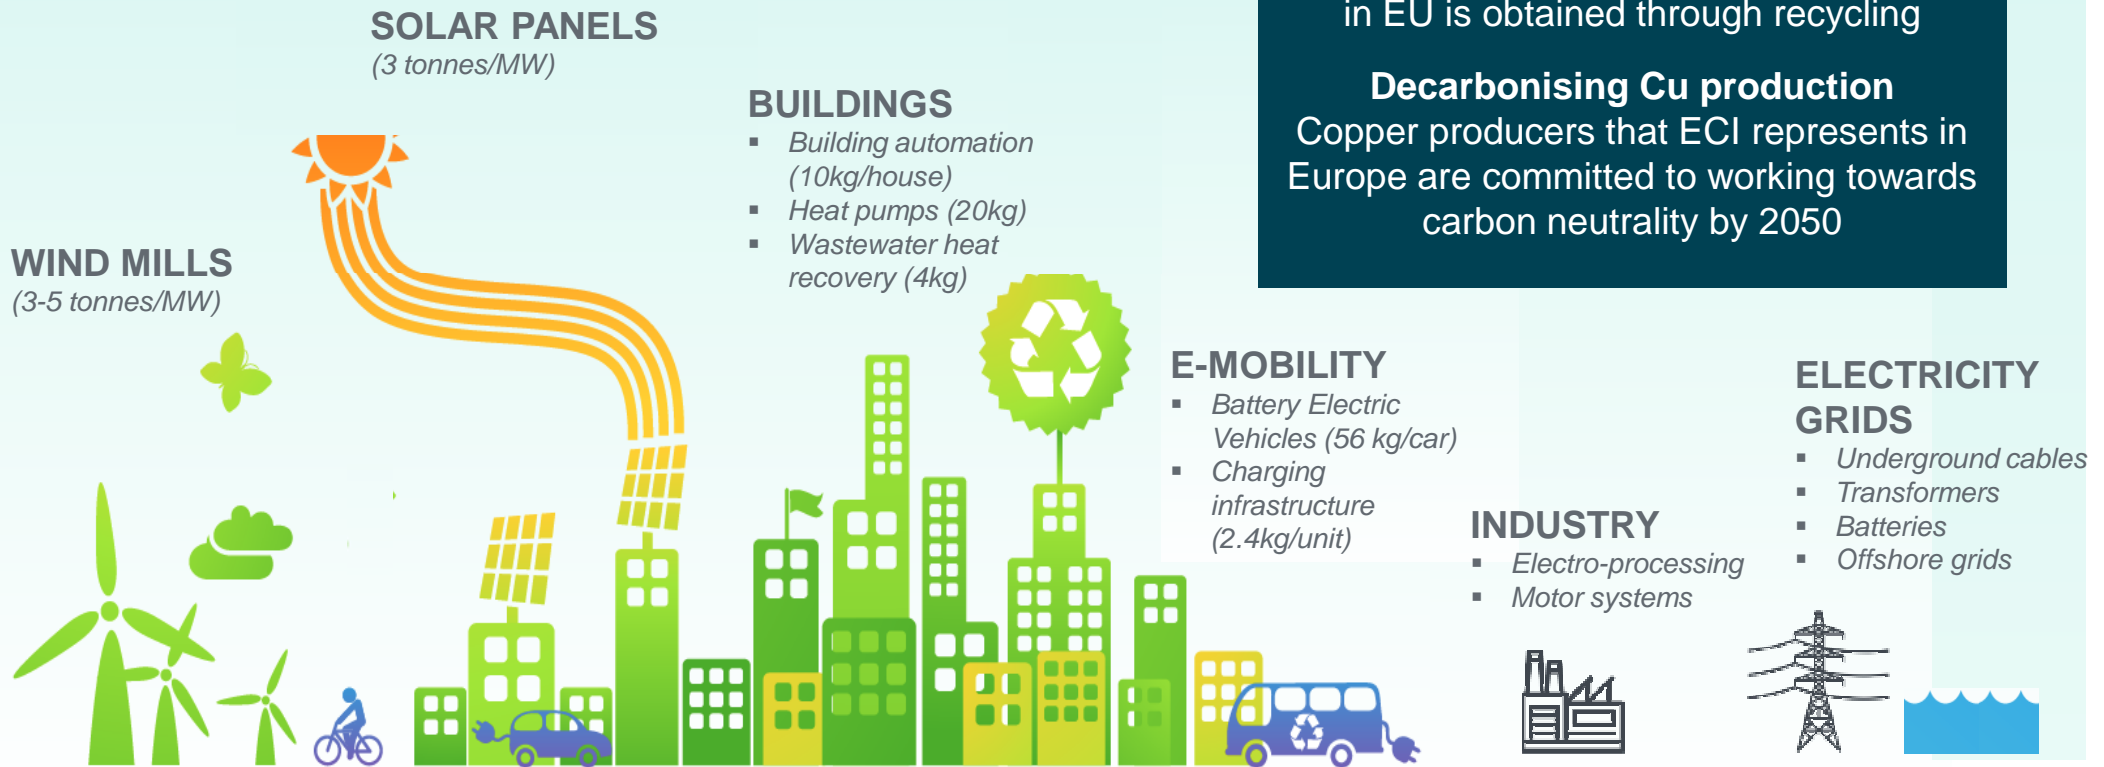 SOLAR PANELS
(3 tonnes/MW)
WIND MILLS
(3-5 tonnes/MW)
BUILDINGS
▪ Building automation
(10kg/house)
▪ Heat pumps (20kg)
▪ Wastewater heat
recovery (4kg)
in EU is obtained through recycling
Decarbonising Cu production
Copper producers that ECI represents in
Europe are committed to working towards
carbon neutrality by 2050
E-MOBILITY
▪ Battery Electric
Vehicles (56 kg/car)
▪ Charging
infrastructure
(2.4kg/unit)
INDUSTRY
▪ Electro-processing
▪ Motor systems
ELECTRICITY
GRIDS
▪ Underground cables
▪ Transformers
▪ Batteries
▪ Offshore grids